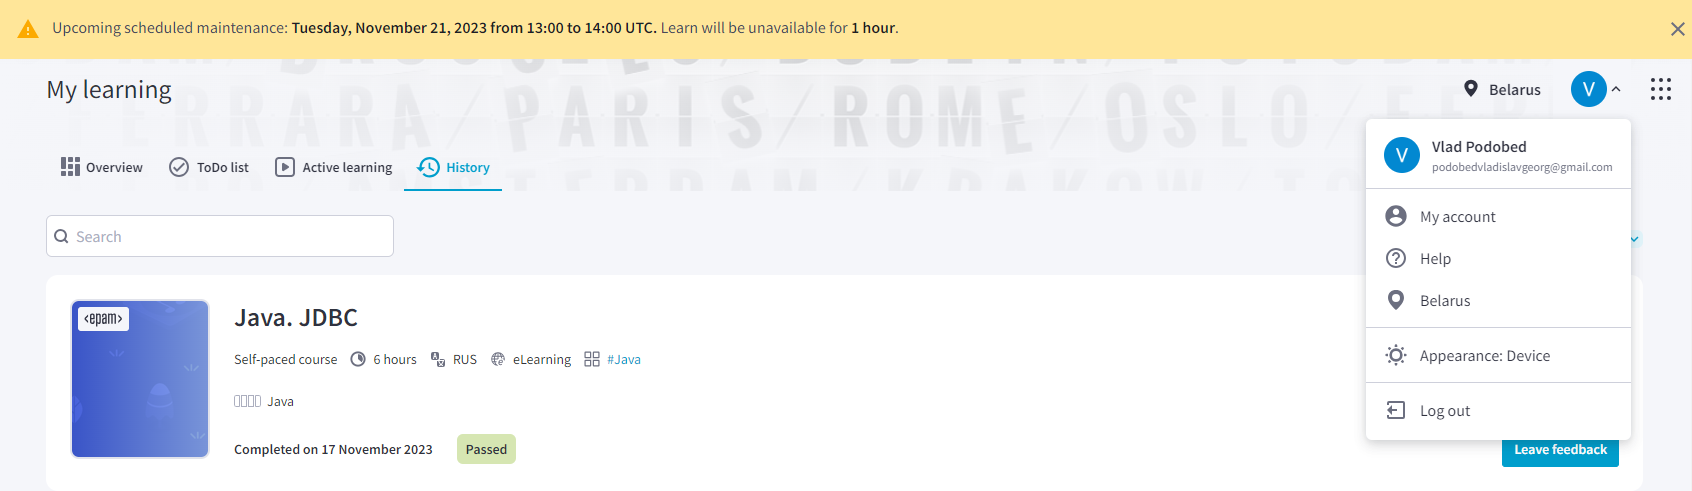 Upcoming scheduled maintenance: Tuesday, November 21, 2023 from 13:00 to 14:00 UTC. Learn will be unavailable for 1 hour.
My learning
Belarus
V
FERRARA/PARIS/ROME/OSLO/
Overview
ToDo list
Active learning
History
Search
V
Vlad Podobed
podobedvladislavgeorg@gmail.com
My account
Help
Belarus
Appearance: Device
Log out
<epam>
Java. JDBC
Self-paced course 6 hours RUS eLearning #Java
Java
Completed on 17 November 2023 Passed
Leave feedback